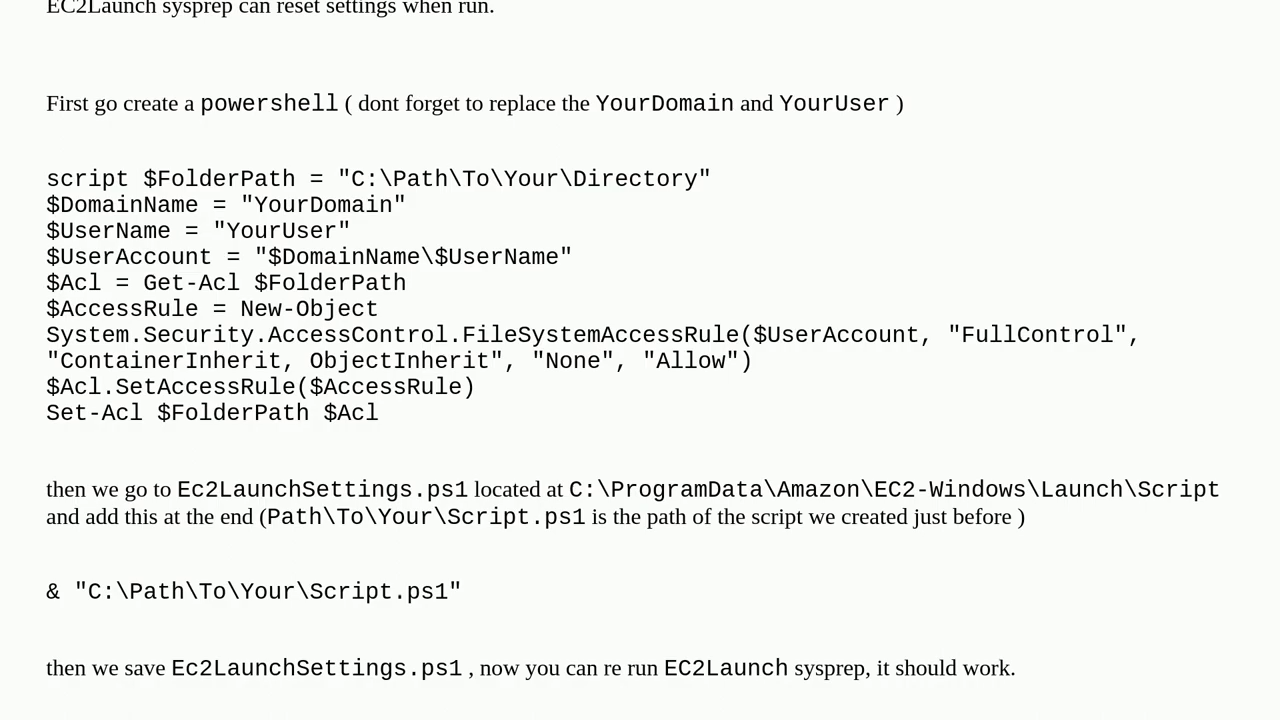 EC2Launch sysprep can reset settings when run.
First go create a powershell ( dont forget to replace the YourDomain and YourUser )
script $FolderPath = "C:\Path\To\Your\Directory"
$DomainName = "YourDomain"
$UserName = "YourUser"
$UserAccount = "$DomainName\$UserName"
$Acl = Get-Acl $FolderPath
$AccessRule = New-Object
System.Security.AccessControl.FileSystemAccessRule($UserAccount, "FullControl",
"ContainerInherit, ObjectInherit", "None", "Allow")
$Acl.SetAccessRule($AccessRule)
Set-Acl $FolderPath $Acl
then we go to Ec2LaunchSettings.ps1 located at C:\ProgramData\Amazon\EC2-Windows\Launch\Script
and add this at the end (Path\To\Your\Script.ps1 is the path of the script we created just before )
& "C:\Path\To\Your\Script.ps1"
then we save Ec2LaunchSettings.ps1 , now you can re run EC2Launch sysprep, it should work.